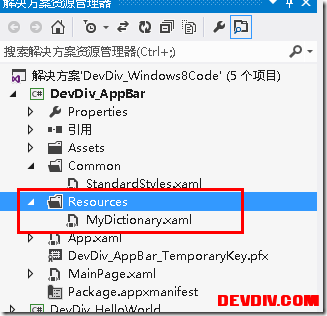 解决方案资源管理器
搜索解决方案资源管理器(Ctrl+;)
解决方案'DevDiv_Windows8Code' (5 个项目)
DevDiv_AppBar
Properties
引用
Assets
Common
StandardStyles.xaml
Resources
MyDictionary.xaml
App.xaml
DevDiv_AppBar_TemporaryKey.pfx
MainPage.xaml
Package.appxmanifest
DevDiv_HelloWorld
DEVDIV.COM